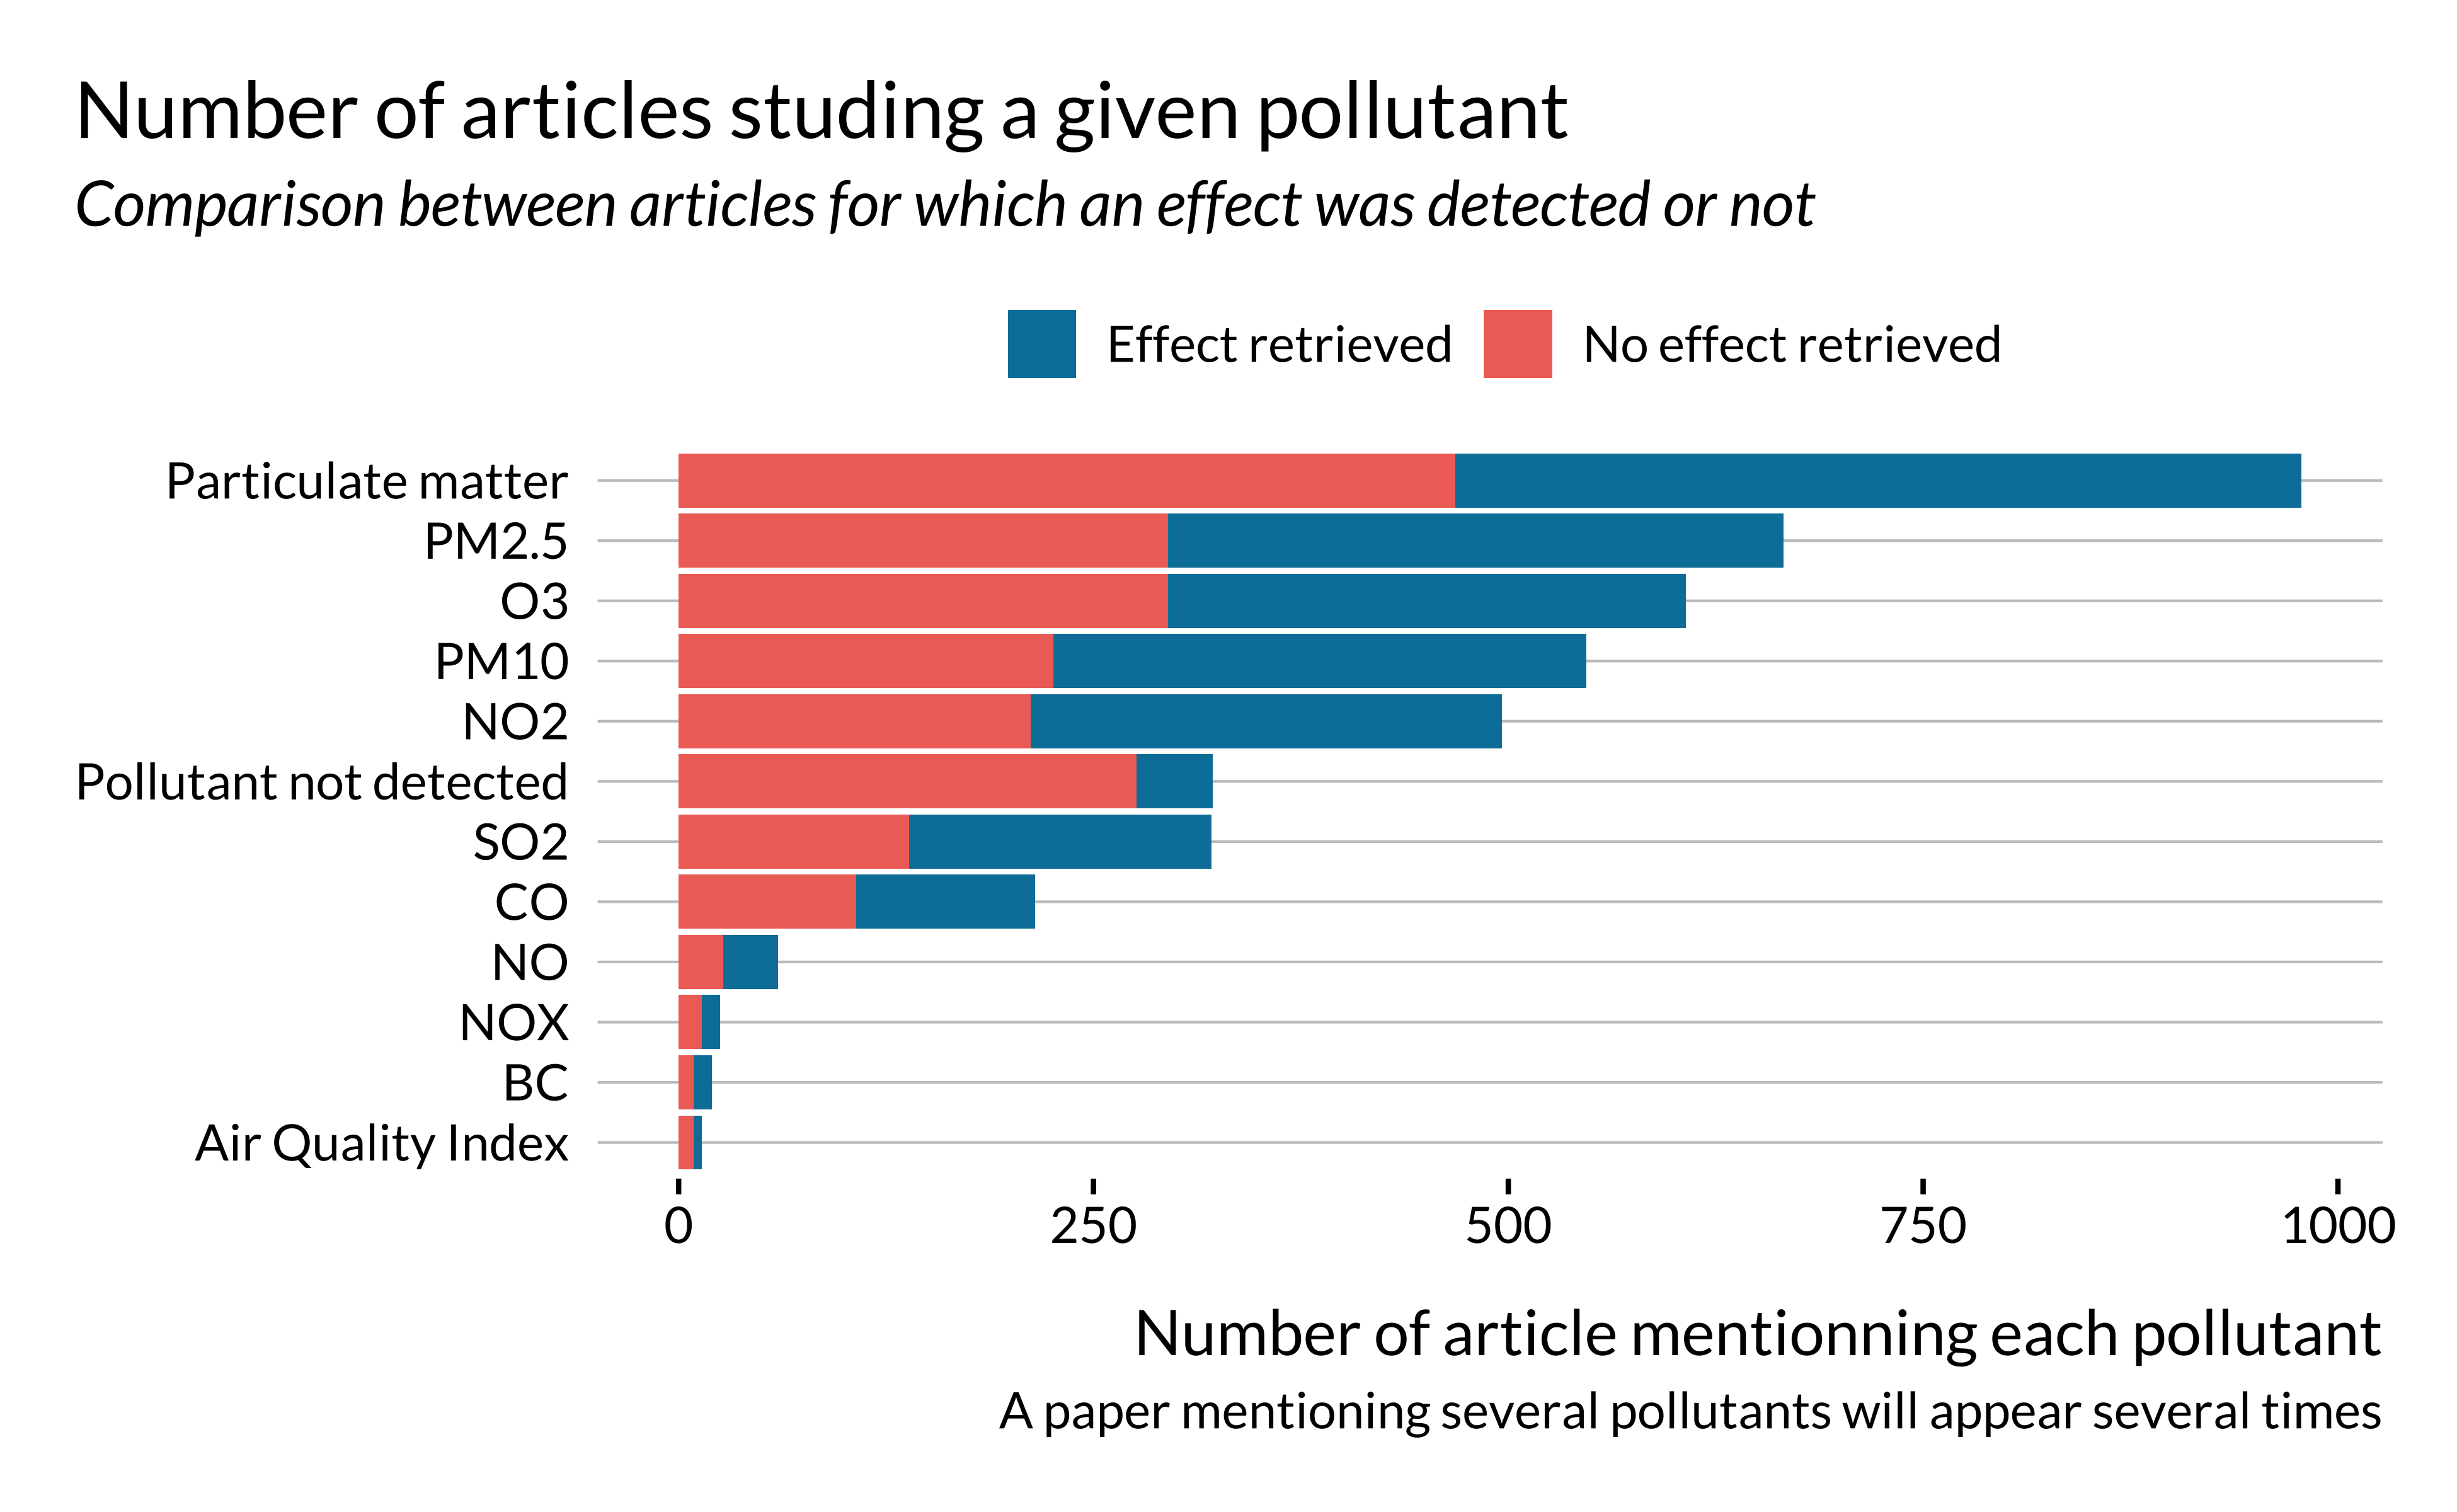 Number of articles studing a given pollutant
Comparison between articles for which an effect was detected or not
Effect retrieved No effect retrieved
Particulate matter
PM2.5
O3
PM10
NO2
Pollutant not detected
SO2
CO
NO
NOX
BC
Air Quality Index
0 250 500 750 1000
Number of article mentionning each pollutant
A paper mentioning several pollutants will appear several times